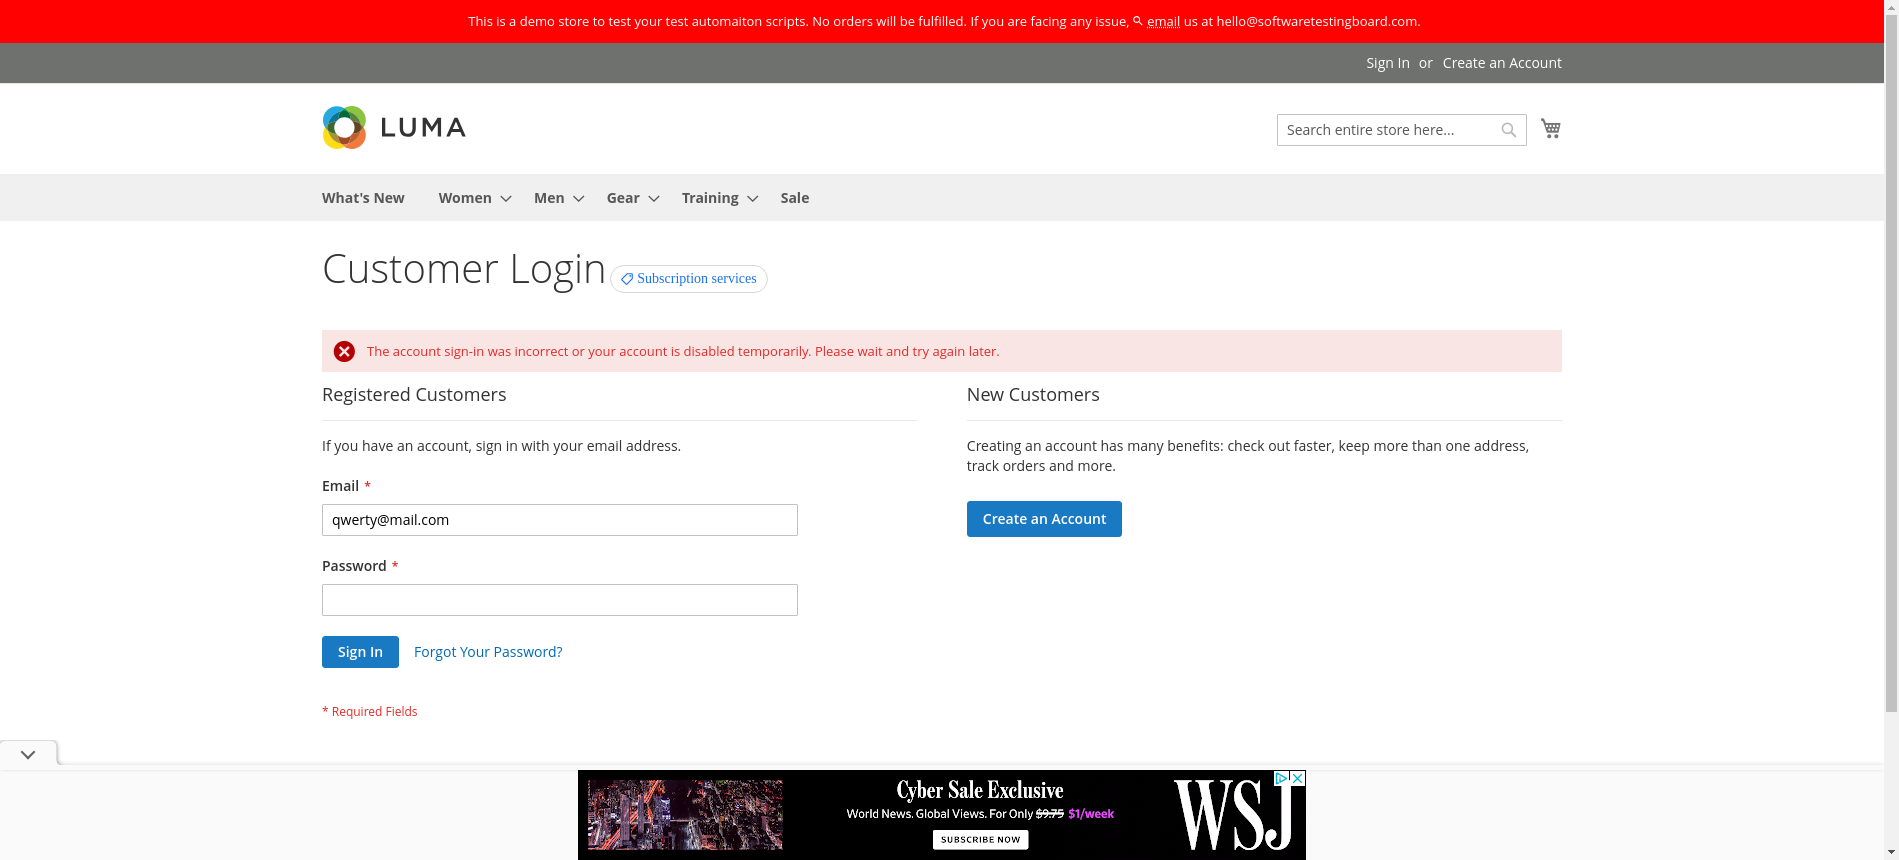 This is a demo store to test your test automaiton scripts. No orders will be fulfilled. If you are facing any issue, email us at hello@softwaretestingboard.com.
Sign In or Create an Account
LUMA
Search entire store here...
What's New Women Men Gear Training Sale
Customer Login Subscription services
The account sign-in was incorrect or your account is disabled temporarily. Please wait and try again later.
Registered Customers
If you have an account, sign in with your email address.
Email *
qwerty@mail.com
Password *
Sign In Forgot Your Password?
* Required Fields
New Customers
Creating an account has many benefits: check out faster, keep more than one address,
track orders and more.
Create an Account
Cyber Sale Exclusive
World News. Global Views. For Only $9.75 $1/week
SUBSCRIBE NOW
WSJ